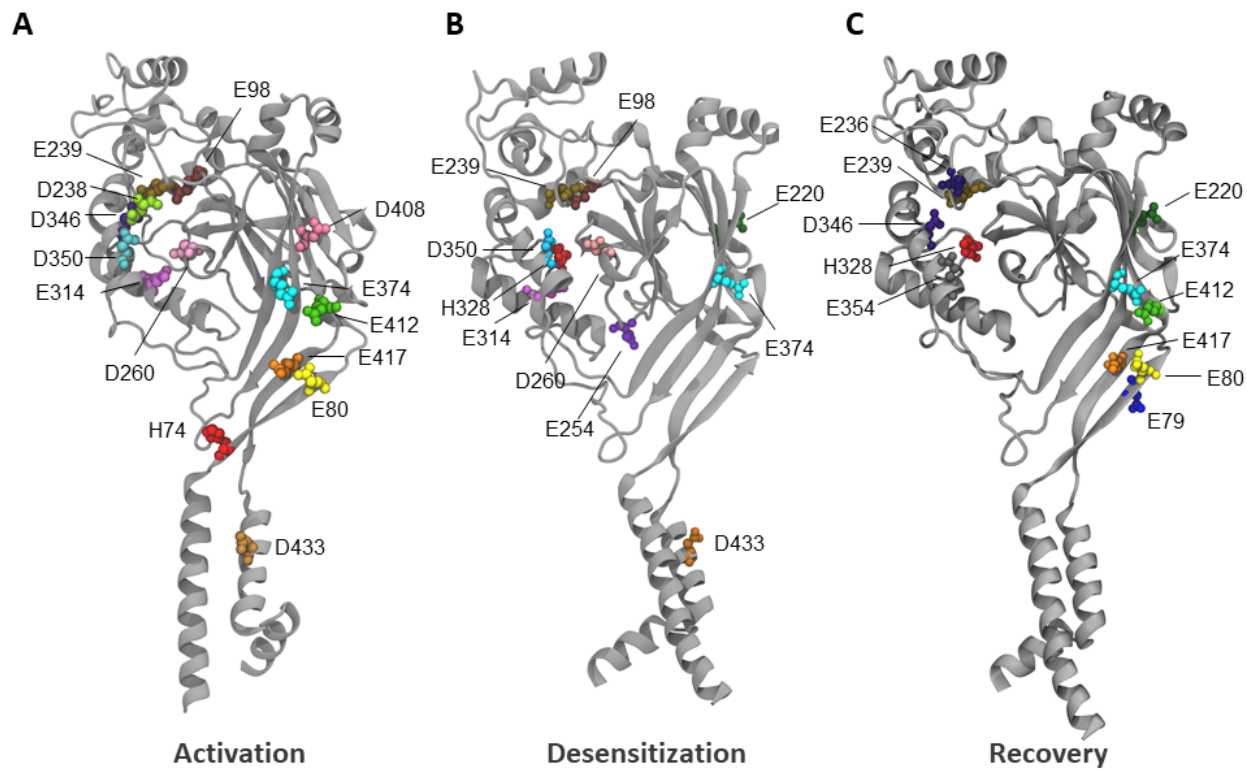 A
E98
E239
D238
D346
D350
E314
D260
D408
E374
E412
E417
E80
H74
D433
Activation
B
E98
E239
E220
D350
H328
E314
D260
E254
E374
D433
Desensitization
C
E236
E239
D346
H328
E354
E220
E374
E412
E417
E80
E79
Recovery